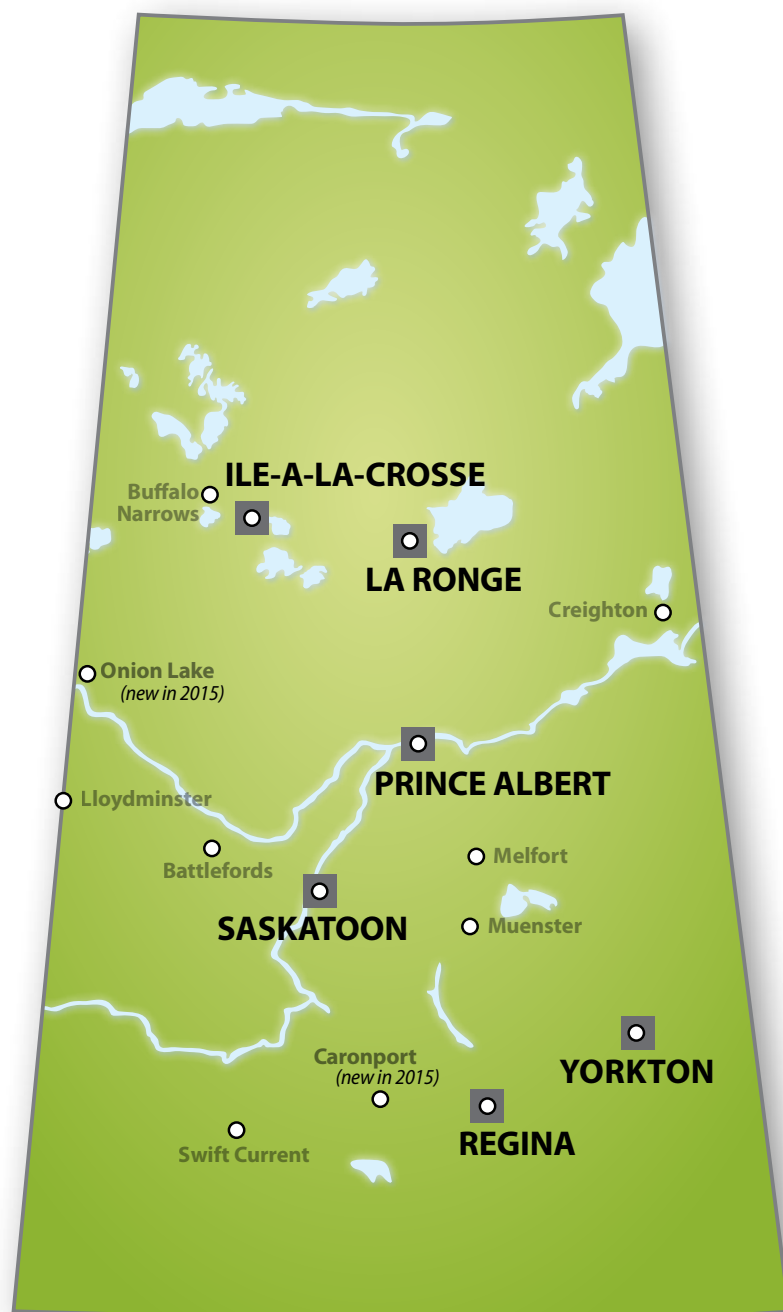 ILE-A-LA-CROSSE
Buffalo
Narrows
LA RONGE
Creighton
Onion Lake
(new in 2015)
PRINCE ALBERT
Lloydminster
Melfort
Battlefords
SASKATOON
Muenster
Caronport
(new in 2015)
YORKTON
REGINA
Swift Current